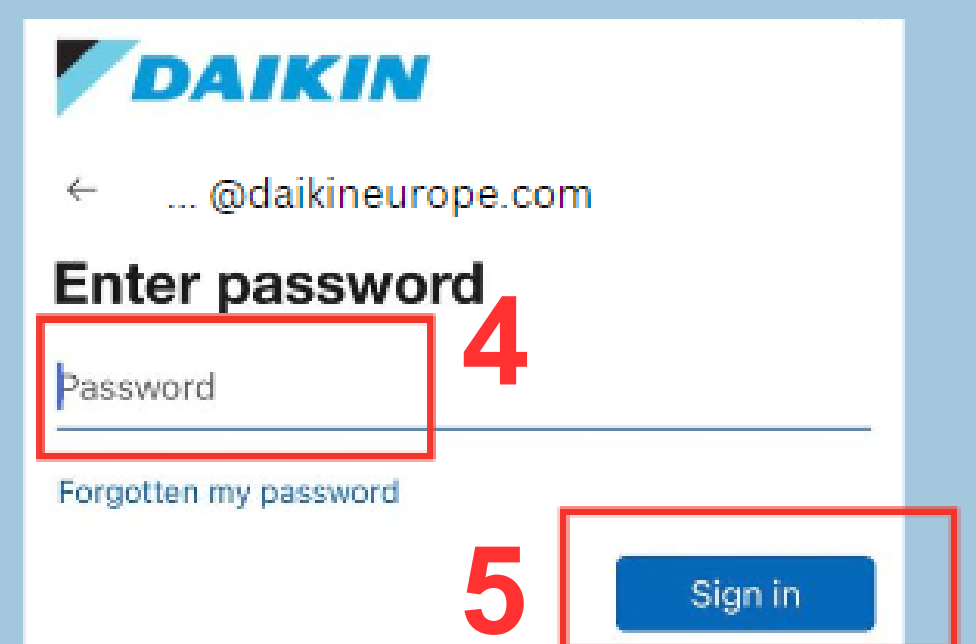 DAIKIN
← ... @daikineurope.com
Enter password
4
Password
Forgotten my password
5
Sign in